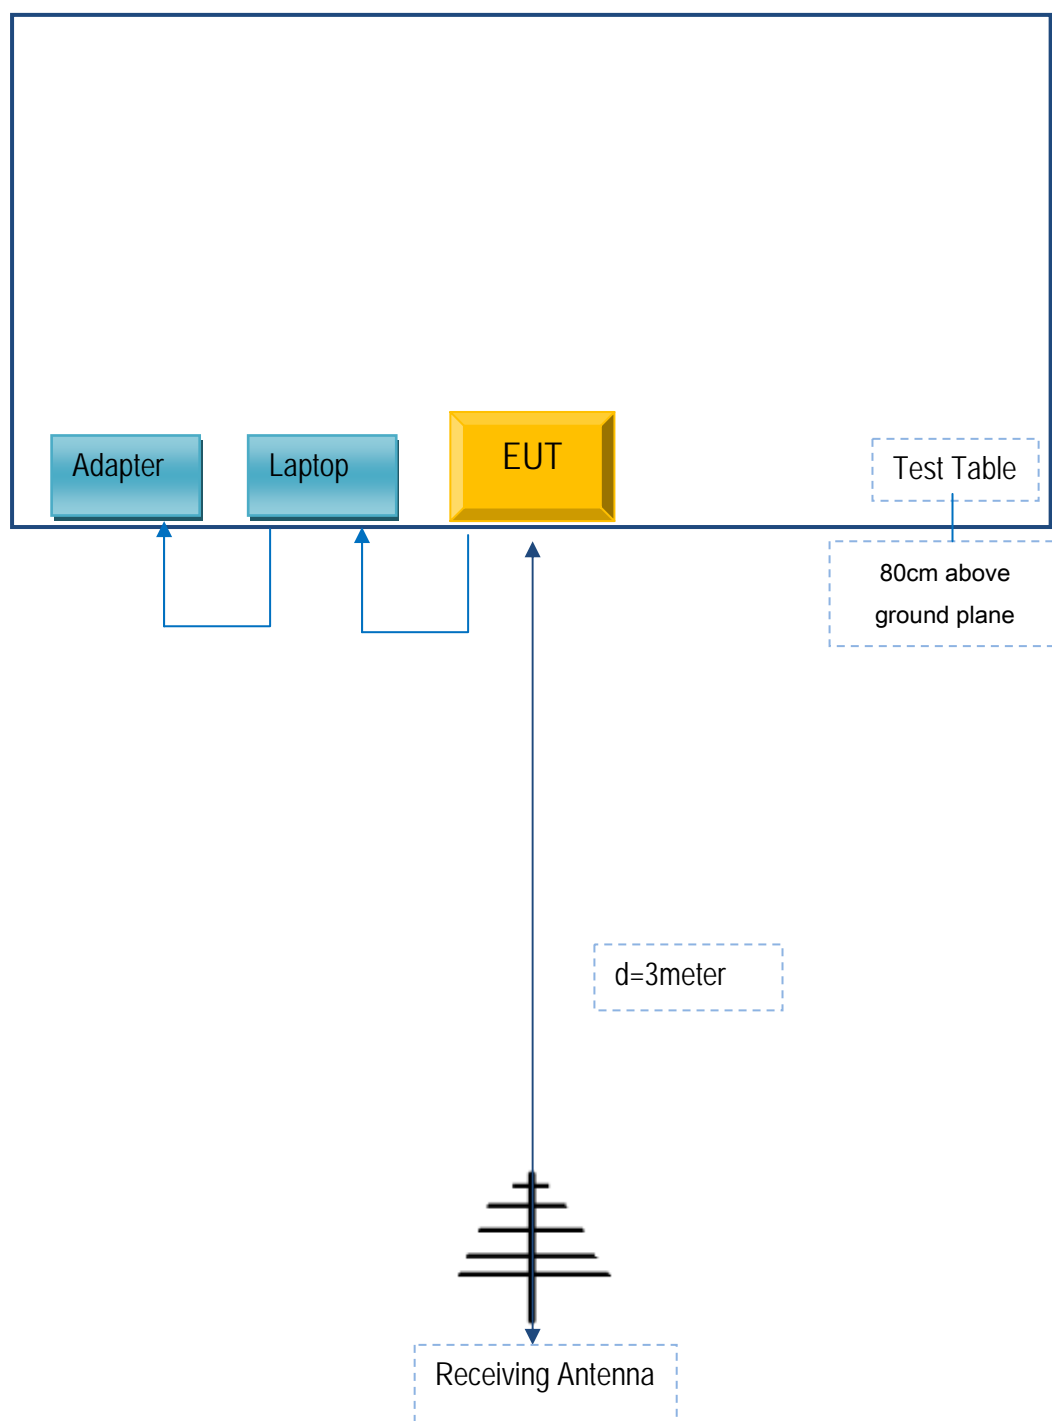 Adapter
Laptop
EUT
Test Table
80cm above
ground plane
d=3meter
Receiving Antenna